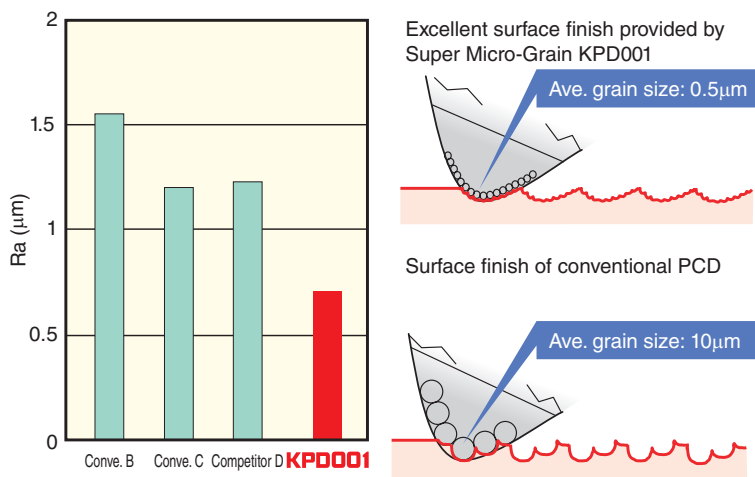 2
1.5
1
0.5
0
Ra (μm)
Conve. B
Conve. C
Competitor D
KPD001
Excellent surface finish provided by
Super Micro-Grain KPD001
Ave. grain size: 0.5μm
Surface finish of conventional PCD
Ave. grain size: 10μm